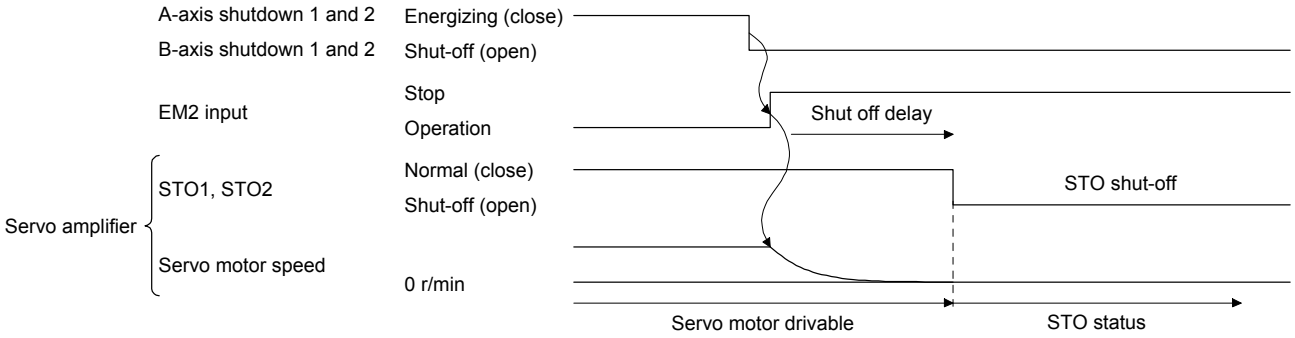 A-axis shutdown 1 and 2
Energizing (close)
B-axis shutdown 1 and 2
Shut-off (open)
EM2 input
Stop
Operation
Shut off delay
Servo amplifier
STO1, STO2
Normal (close)
Shut-off (open)
STO shut-off
Servo motor speed
0 r/min
Servo motor drivable
STO status